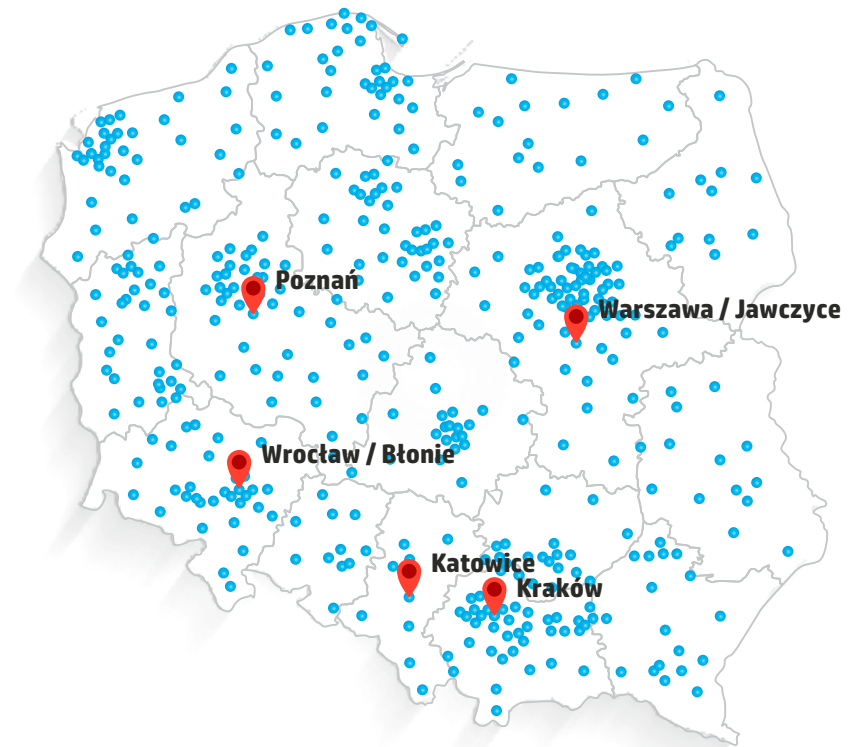 Poznań
Warszawa / Jawczyce
Wrocław / Błonie
Katowice
Kraków